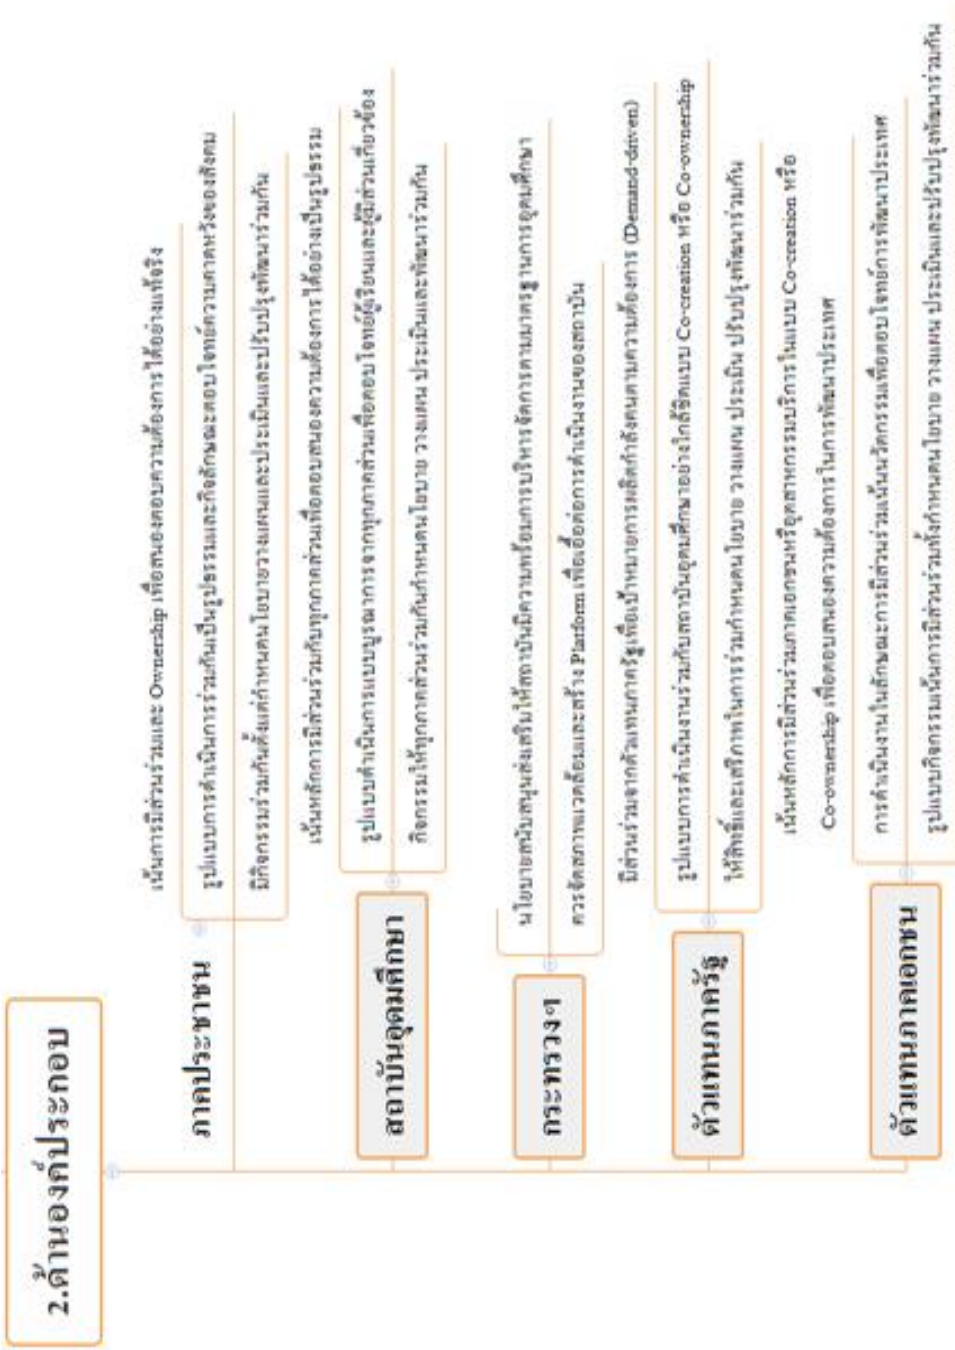 2.ด้านองค์ประกอบ
ภาคประชาชน
เน้นการมีส่วนร่วมและ Ownership เพื่อสนองตอบความต้องการได้อย่างแท้จริง
รูปแบบการดำเนินการร่วมกันเป็นรูปธรรมและกิจลักษณะตอบโจทย์ความคาดหวังของสังคม
มีกิจกรรมร่วมกันตั้งแต่กำหนดนโยบายวางแผนและประเมินและปรับปรุงพัฒนาร่วมกัน
สถาบันอุดมศึกษา
เน้นหลักการมีส่วนร่วมกับทุกภาคส่วนเพื่อตอบสนองความต้องการได้อย่างเป็นรูปธรรม
รูปแบบดำเนินการแบบบูรณาการจากทุกภาคส่วนเพื่อตอบโจทย์ผู้เรียนและผู้มีส่วนเกี่ยวข้อง
กิจกรรมให้ทุกภาคส่วนร่วมกันกำหนดนโยบาย วางแผน ประเมินและพัฒนาร่วมกัน
กระทรวงฯ
นโยบายสนับสนุนส่งเสริมให้สถาบันมีความพร้อมการบริหารจัดการตามมาตรฐานการอุดมศึกษา
ควรจัดสภาพแวดล้อมและสร้าง Platform เพื่อเอื้อต่อการดำเนินงานของสถาบัน
ตัวแทนภาครัฐ
มีส่วนร่วมจากตัวแทนภาครัฐเพื่อเป้าหมายการผลิตกำลังคนตามความต้องการ (Demand-driven)
รูปแบบการดำเนินงานร่วมกับสถาบันอุดมศึกษาอย่างใกล้ชิดแบบ Co-creation หรือ Co-ownership
ให้สิทธิ์และเสรีภาพในการร่วมกำหนดนโยบาย วางแผน ประเมิน ปรับปรุงพัฒนาร่วมกัน
ตัวแทนภาคเอกชน
เน้นหลักการมีส่วนร่วมภาคเอกชนหรืออุตสาหกรรมบริการในแบบ Co-creation หรือ
Co-ownership เพื่อตอบสนองความต้องการในการพัฒนาประเทศ
การดำเนินงานในลักษณะการมีส่วนร่วมเน้นนวัตกรรมเพื่อตอบโจทย์การพัฒนาประเทศ
รูปแบบกิจกรรมเน้นการมีส่วนร่วมทั้งกำหนดนโยบาย วางแผน ประเมินและปรับปรุงพัฒนาร่วมกัน